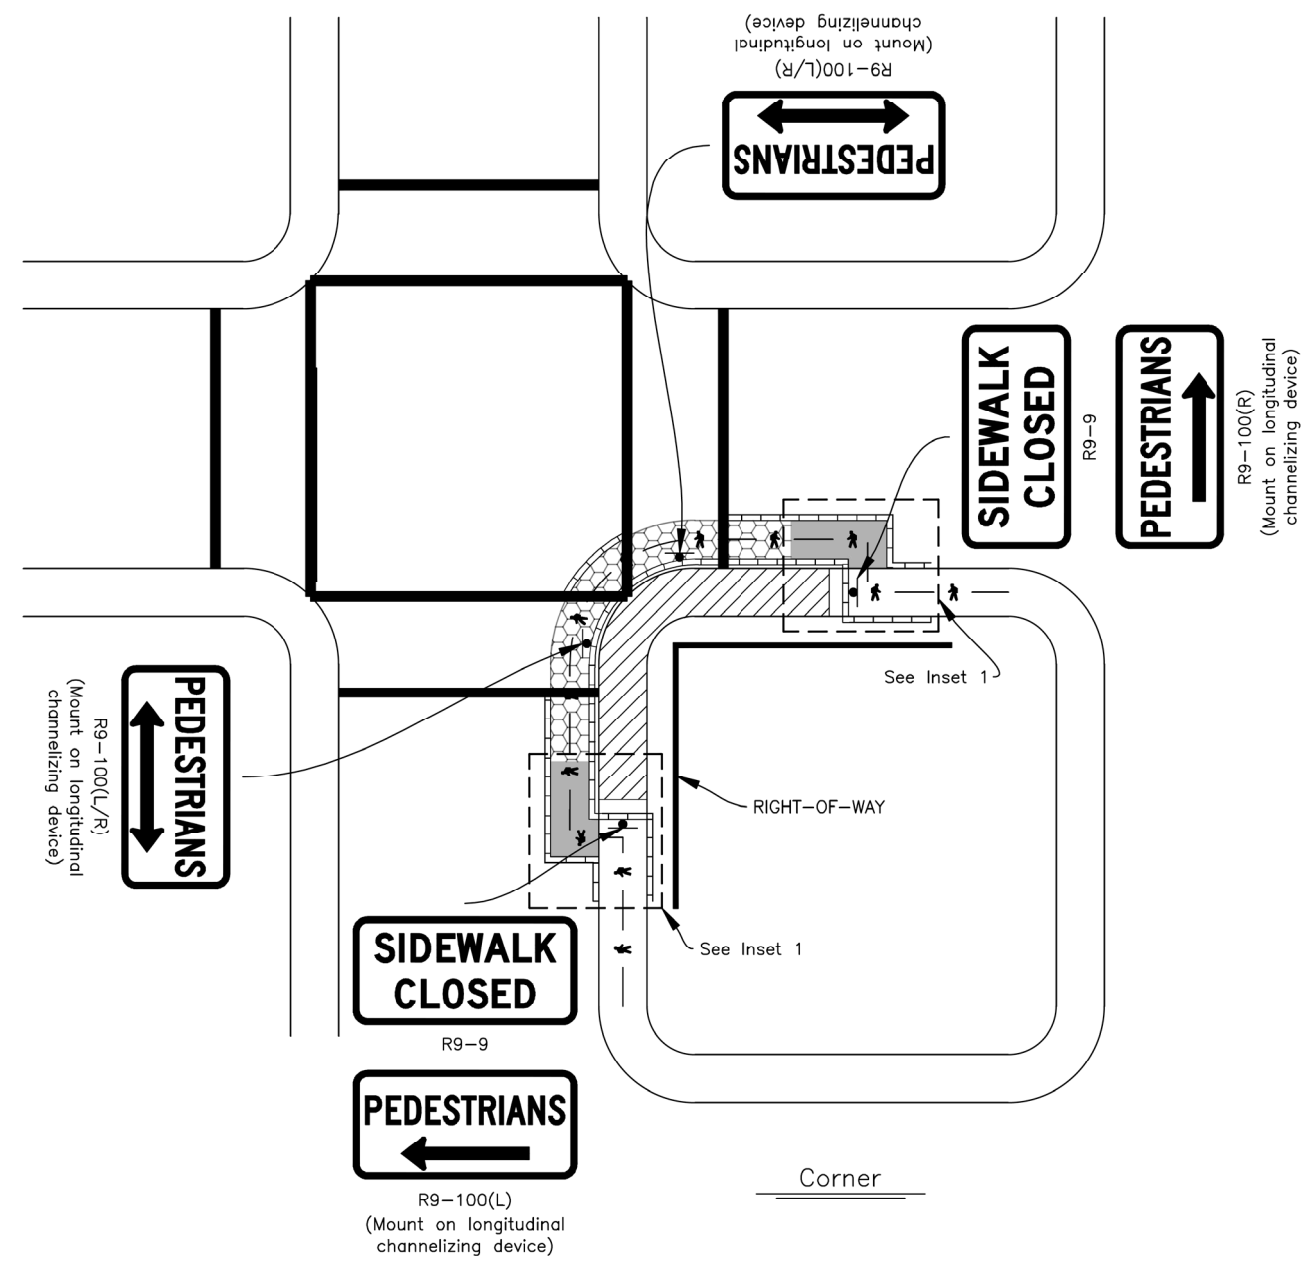 (Mount on longitudinal
channelizing device)
R9-100(L/R)
PEDESTRIANS
SIDEWALK
CLOSED
R9-9
PEDESTRIANS
R9-100(R)
(Mount on longitudinal
channelizing device)
See Inset 1
PEDESTRIANS
R9-100(L/R)
(Mount on longitudinal
channelizing device)
RIGHT-OF-WAY
See Inset 1
SIDEWALK
CLOSED
R9-9
PEDESTRIANS
R9-100(L)
(Mount on longitudinal
channelizing device)
Corner